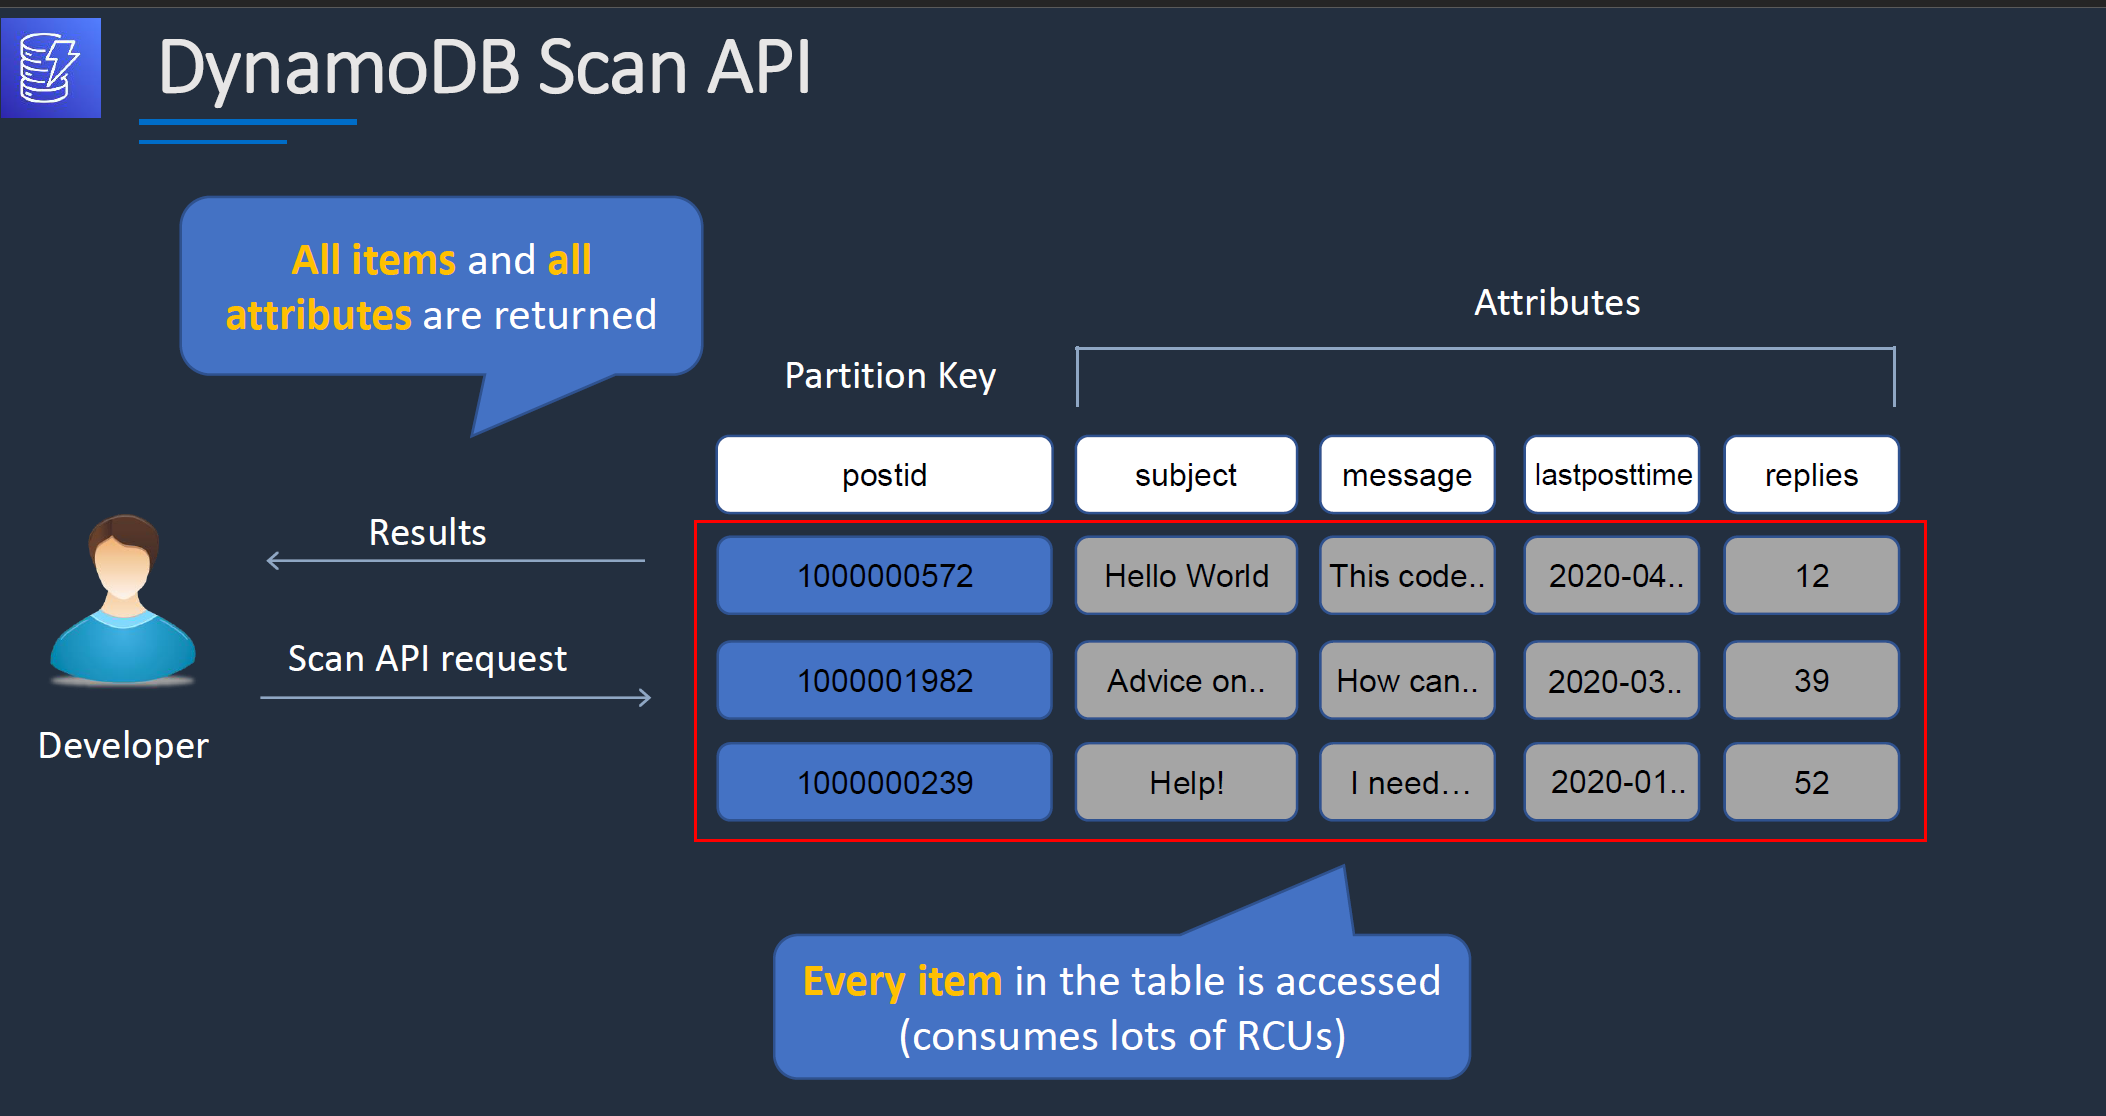 DynamoDB Scan API
All items and all
attributes are returned
Attributes
Partition Key
postid subject message lastposttime replies
Results
1000000572 Hello World This code.. 2020-04.. 12
Scan API request
1000001982 Advice on.. How can.. 2020-03.. 39
Developer
1000000239 Help! I need... 2020-01.. 52
Every item in the table is accessed
(consumes lots of RCUs)